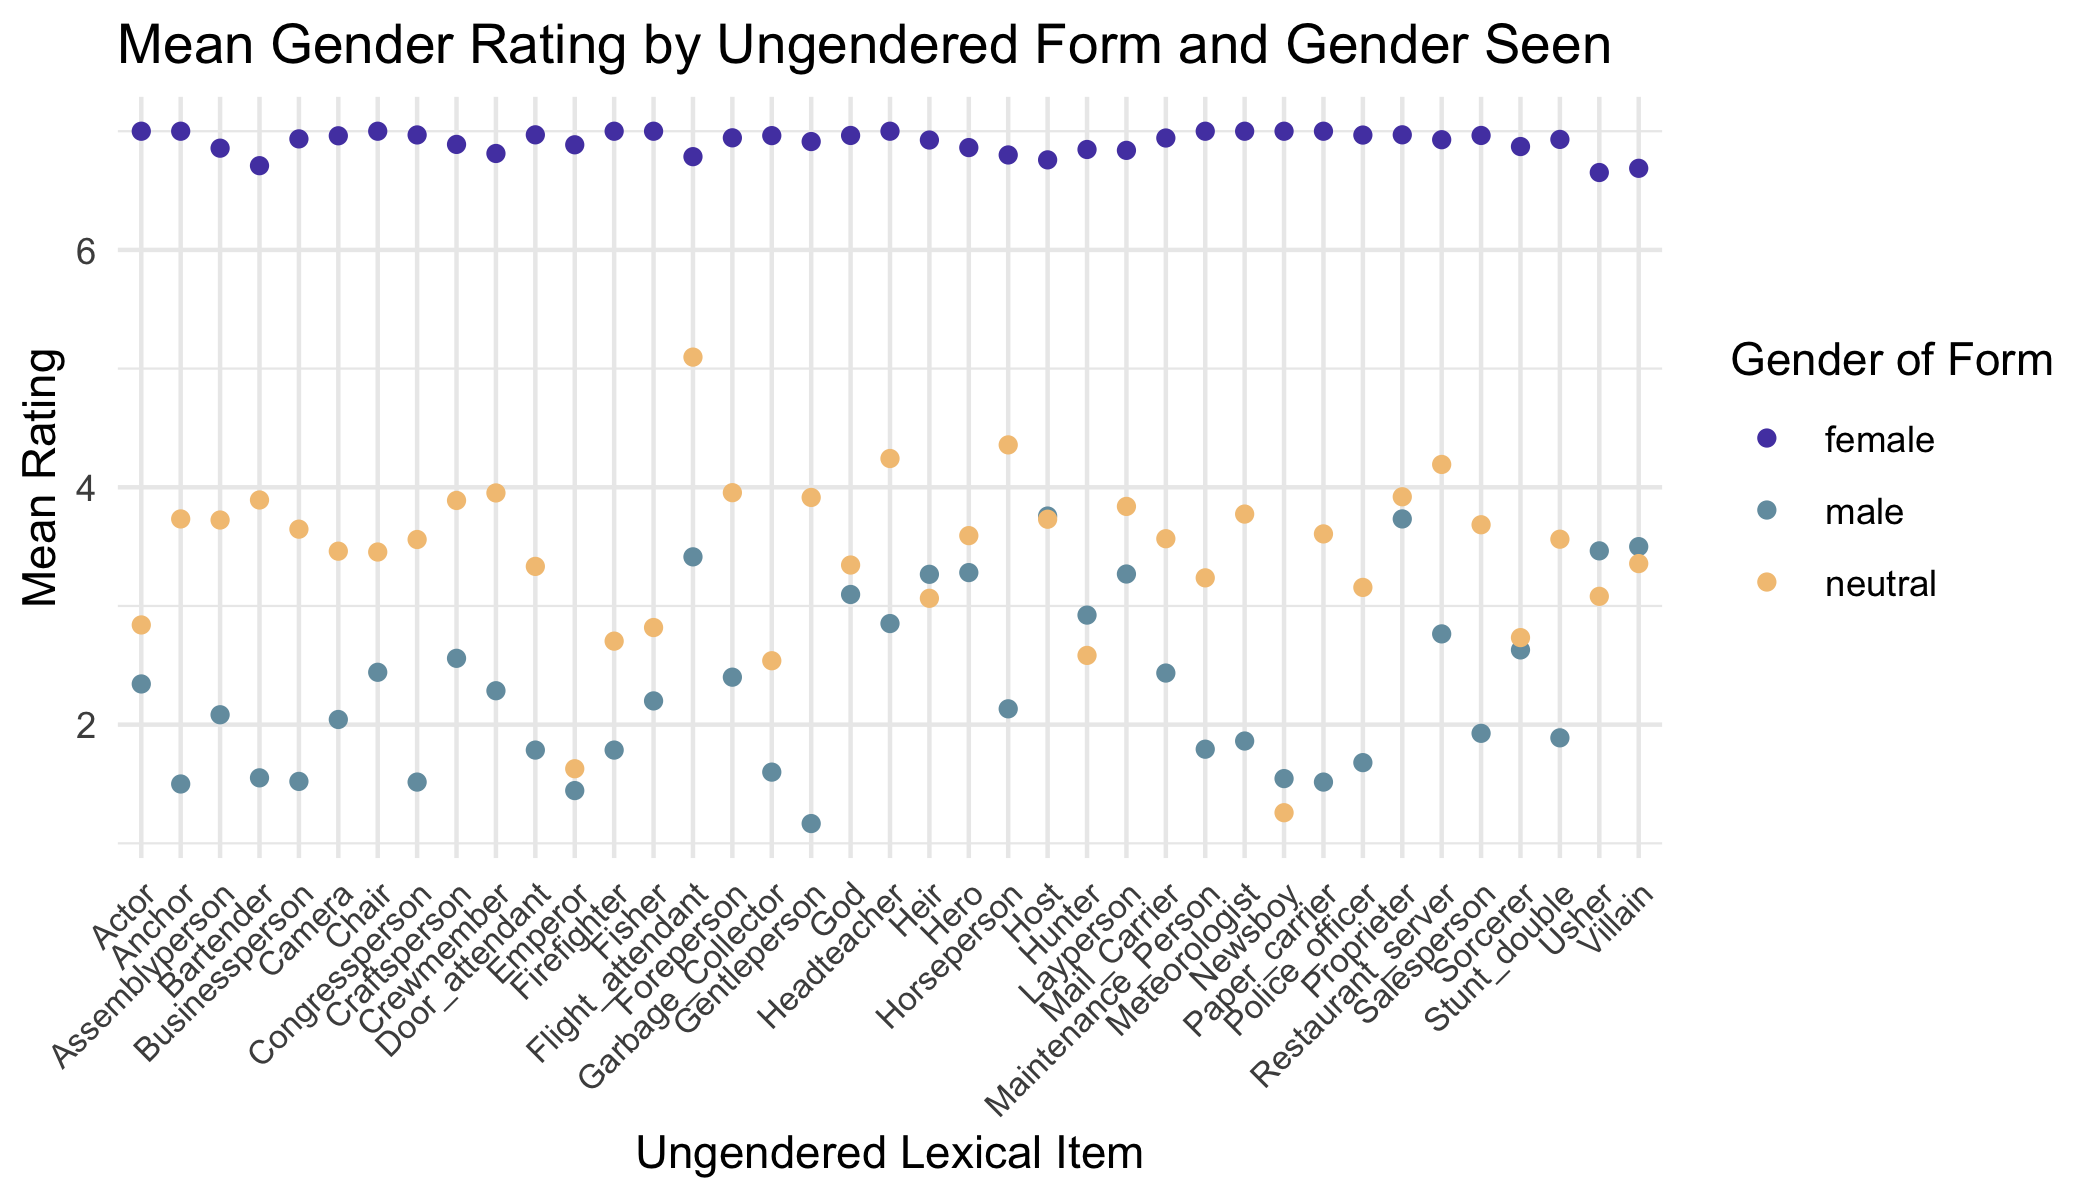 Mean Gender Rating by Ungendered Form and Gender Seen
Mean Rating
6
4
2
Actor
Anchor
Assemblyperson
Bartender
Businessperson
Camera
Chair
Congressperson
Craftsperson
Crewmember
Door_attendant
Emperor
Firefighter
Fisher
Flight_attendant
Foreperson
Garbage_Collector
Gentleperson
God
Headteacher
Heir
Hero
Horseperson
Host
Hunter
Layperson
Mail_Carrier
Maintenance_Person
Meteorologist
Newsboy
Paper_carrier
Police_officer
Proprieter
Restaurant_server
Salesperson
Sorcerer
Stunt_double
Usher
Villain
Ungendered Lexical Item
Gender of Form
female
male
neutral